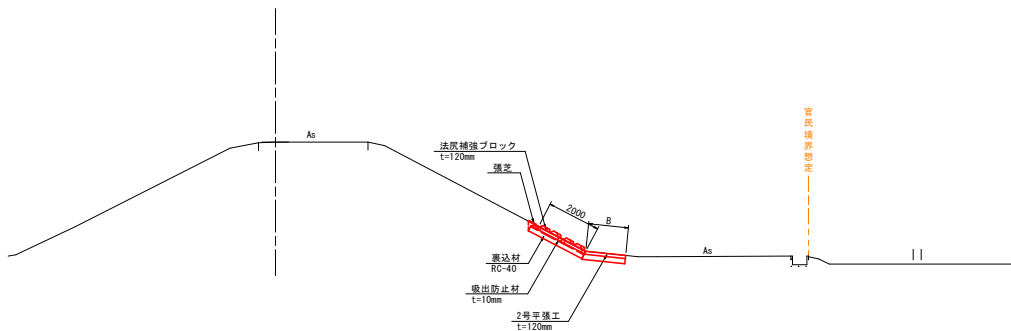 As
法尻補強ブロック
t=120mm
張芝
2000
B
裏込材
RC-40
吸出防止材
t=10mm
2号平張工
t=120mm
As
官民境界想定